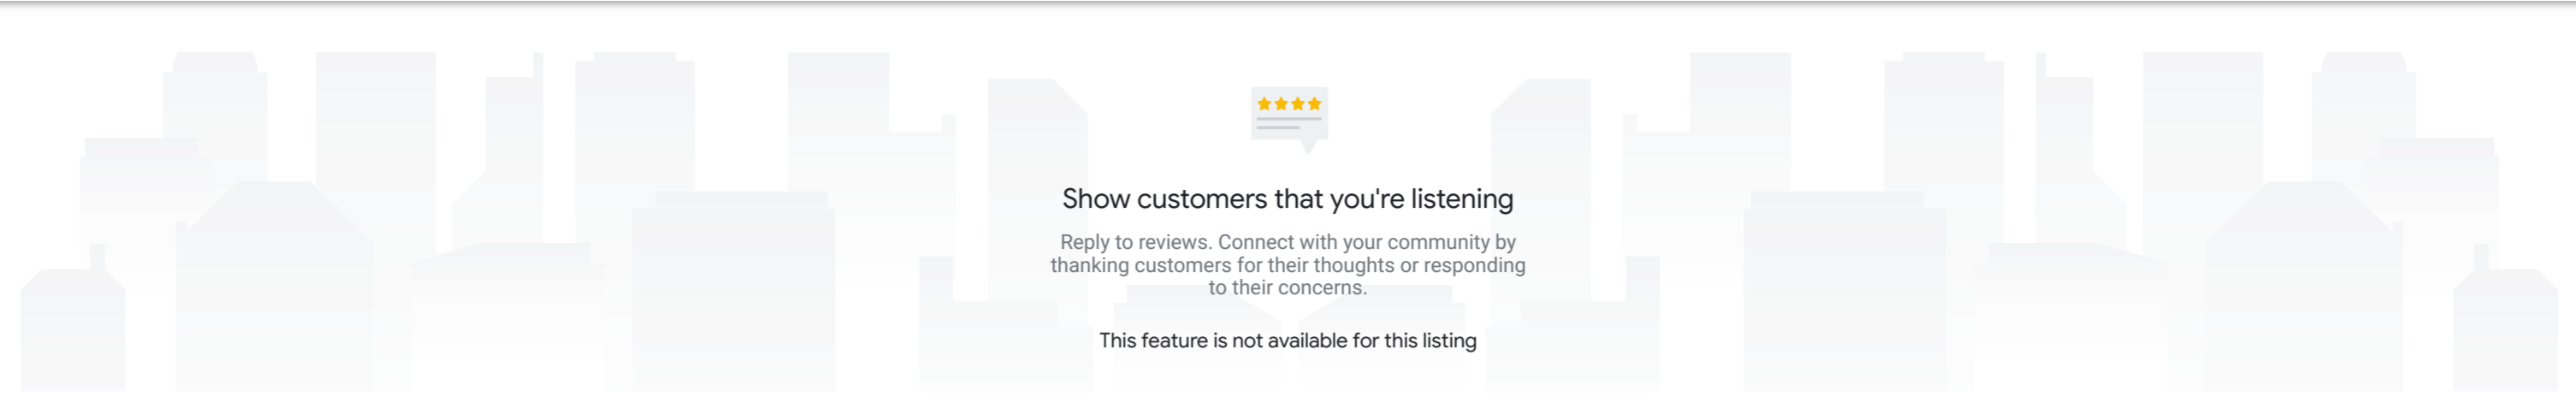 Show customers that you're listening
Reply to reviews. Connect with your community by
thanking customers for their thoughts or responding
to their concerns.
This feature is not available for this listing